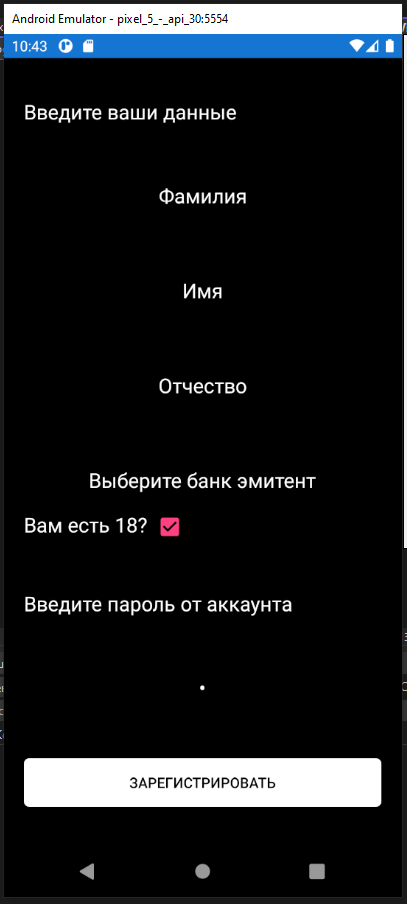 Android Emulator - pixel_5_-_api_30:5554
10:43
Введите ваши данные
Фамилия
Имя
Отчество
Выберите банк эмитент
Вам есть 18?
Введите пароль от аккаунта
ЗАРЕГИСТРИРОВАТЬ